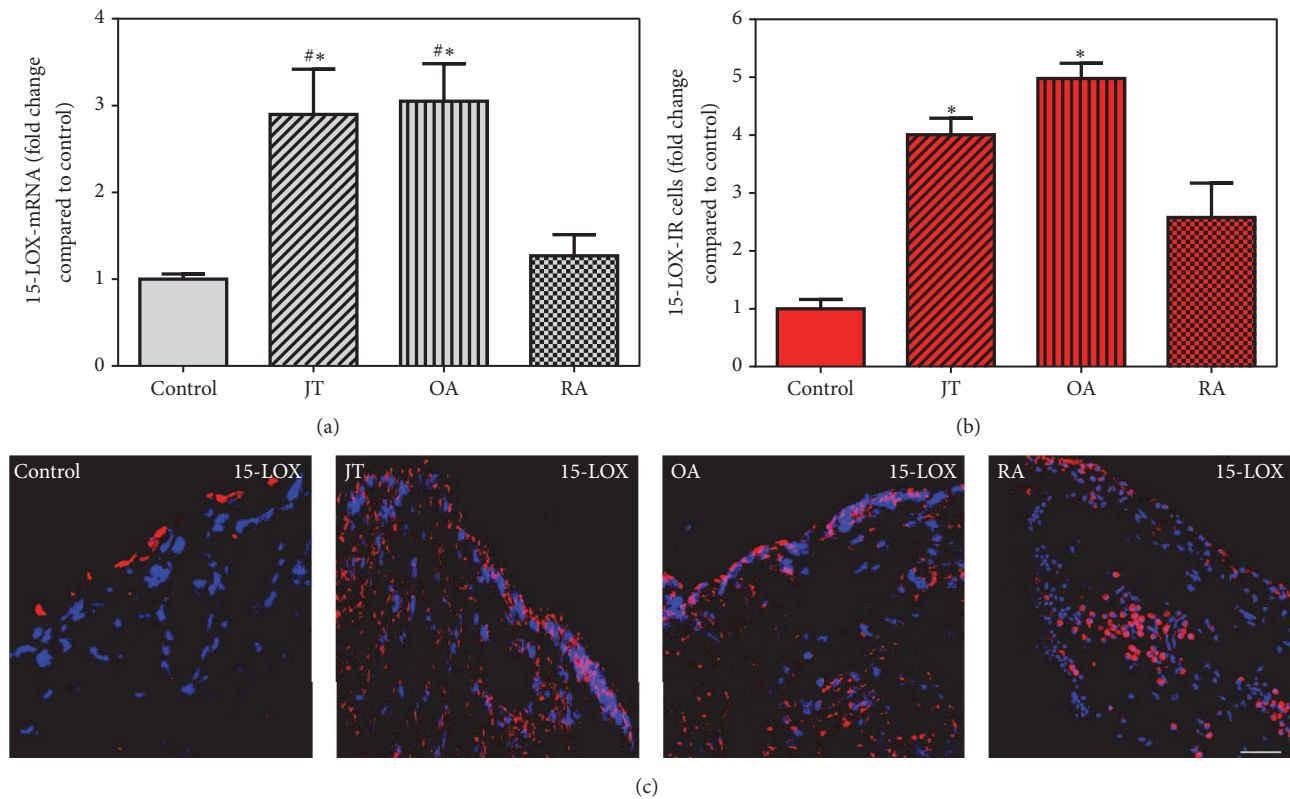 15-LOX-mRNA (fold change
compared to control)
4
3
2
1
0
#*
#*
Control
JT
OA
RA
(a)
15-LOX-IR cells (fold change
compared to control)
6
5
4
3
2
1
0
*
*
Control
JT
OA
RA
(b)
Control
15-LOX
JT
15-LOX
OA
15-LOX
RA
15-LOX
(c)